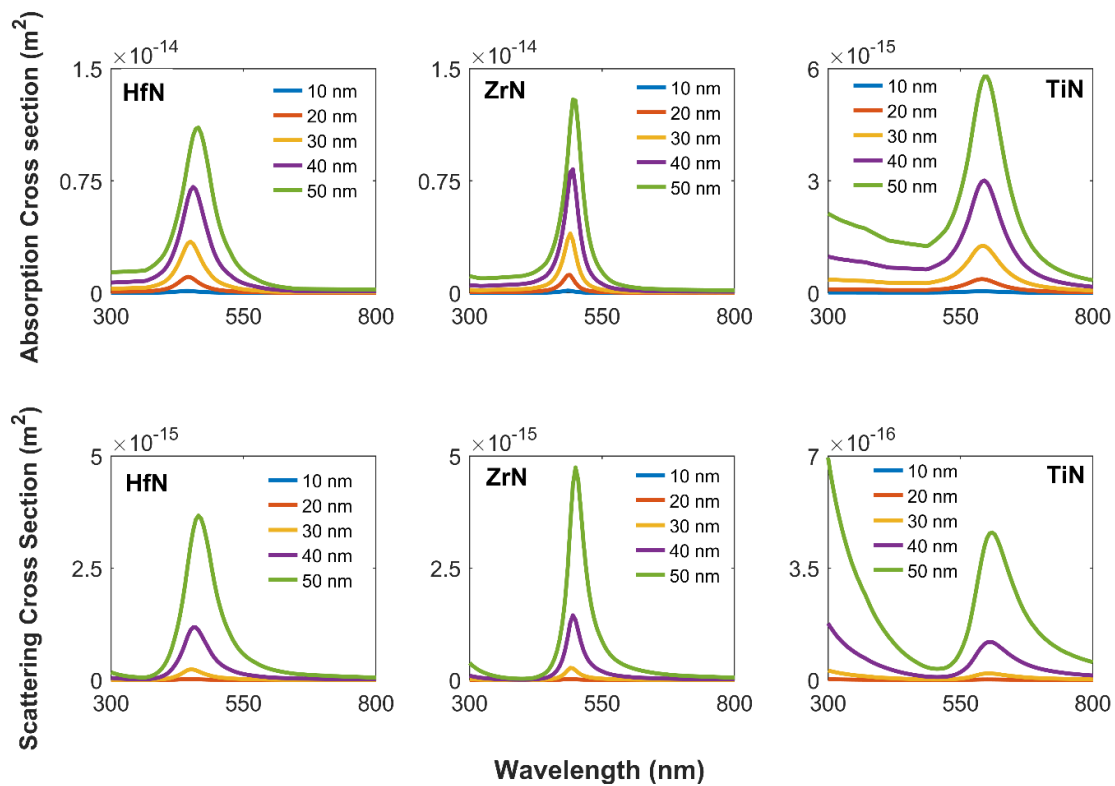 Absorption Cross section (m²)
×10⁻¹⁴
1.5
0.75
0
HfN
10 nm
20 nm
30 nm
40 nm
50 nm
300
550
800
×10⁻¹⁴
1.5
0.75
0
ZrN
10 nm
20 nm
30 nm
40 nm
50 nm
300
550
800
×10⁻¹⁵
6
3
0
TiN
10 nm
20 nm
30 nm
40 nm
50 nm
300
550
800
Scattering Cross Section (m²)
×10⁻¹⁵
5
2.5
0
HfN
10 nm
20 nm
30 nm
40 nm
50 nm
300
550
800
×10⁻¹⁵
5
2.5
0
ZrN
10 nm
20 nm
30 nm
40 nm
50 nm
300
550
800
×10⁻¹⁶
7
3.5
0
TiN
10 nm
20 nm
30 nm
40 nm
50 nm
300
550
800
Wavelength (nm)